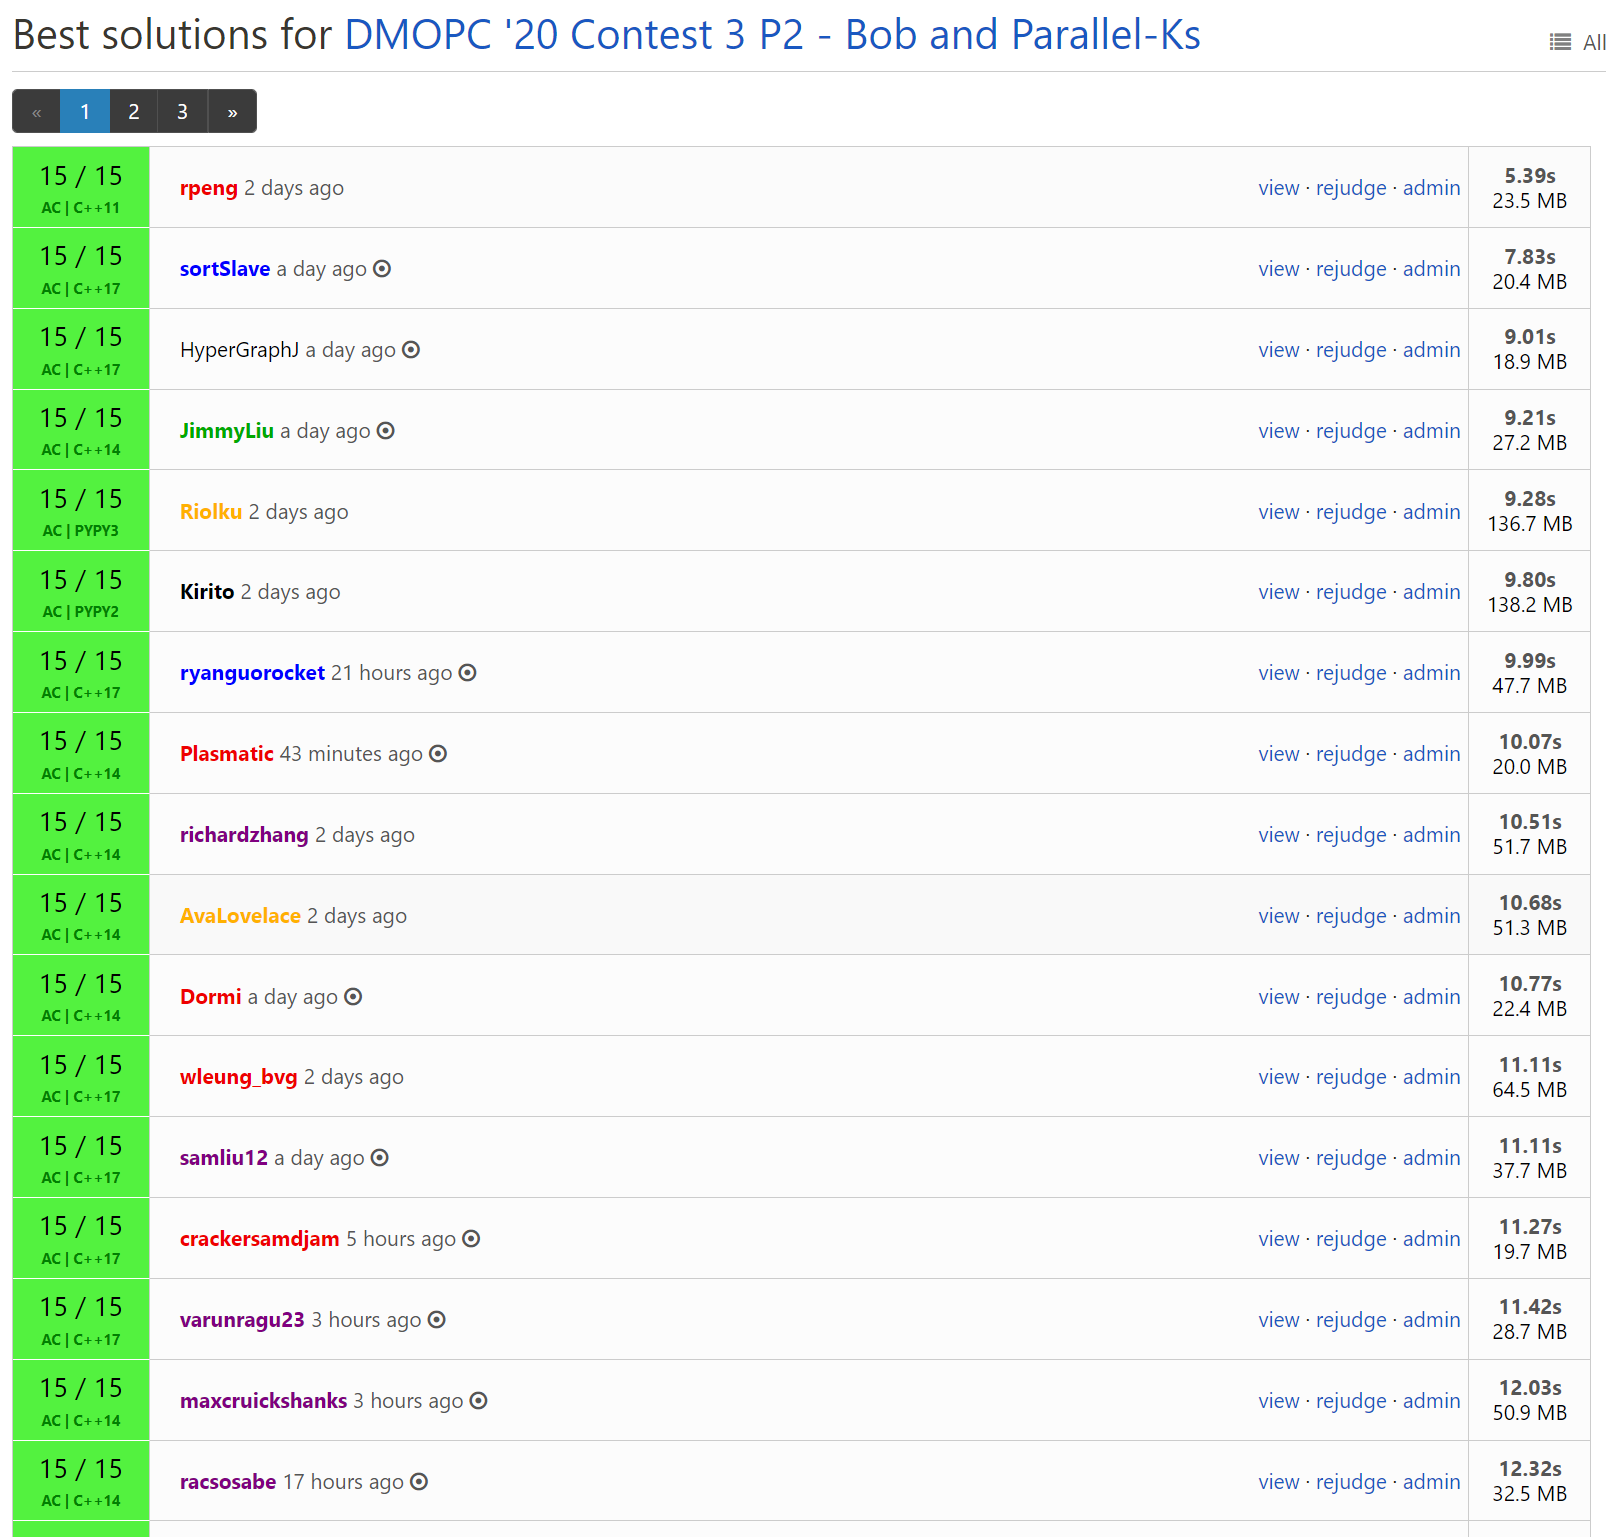 Best solutions for DMOPC '20 Contest 3 P2 - Bob and Parallel-Ks
All
« 1 2 3 »
15 / 15
AC | C++11
rpeng 2 days ago
view · rejudge · admin
5.39s
23.5 MB
15 / 15
AC | C++17
sortSlave a day ago
view · rejudge · admin
7.83s
20.4 MB
15 / 15
AC | C++17
HyperGraphJ a day ago
view · rejudge · admin
9.01s
18.9 MB
15 / 15
AC | C++14
JimmyLiu a day ago
view · rejudge · admin
9.21s
27.2 MB
15 / 15
AC | PYPY3
Riolku 2 days ago
view · rejudge · admin
9.28s
136.7 MB
15 / 15
AC | PYPY2
Kirito 2 days ago
view · rejudge · admin
9.80s
138.2 MB
15 / 15
AC | C++17
ryanguorocket 21 hours ago
view · rejudge · admin
9.99s
47.7 MB
15 / 15
AC | C++14
Plasmatic 43 minutes ago
view · rejudge · admin
10.07s
20.0 MB
15 / 15
AC | C++14
richardzhang 2 days ago
view · rejudge · admin
10.51s
51.7 MB
15 / 15
AC | C++14
AvaLovelace 2 days ago
view · rejudge · admin
10.68s
51.3 MB
15 / 15
AC | C++14
Dormi a day ago
view · rejudge · admin
10.77s
22.4 MB
15 / 15
AC | C++17
wleung_bvg 2 days ago
view · rejudge · admin
11.11s
64.5 MB
15 / 15
AC | C++17
samliu12 a day ago
view · rejudge · admin
11.11s
37.7 MB
15 / 15
AC | C++17
crackersamdjam 5 hours ago
view · rejudge · admin
11.27s
19.7 MB
15 / 15
AC | C++17
varunragu23 3 hours ago
view · rejudge · admin
11.42s
28.7 MB
15 / 15
AC | C++14
maxcruickshanks 3 hours ago
view · rejudge · admin
12.03s
50.9 MB
15 / 15
AC | C++14
racsosabe 17 hours ago
view · rejudge · admin
12.32s
32.5 MB